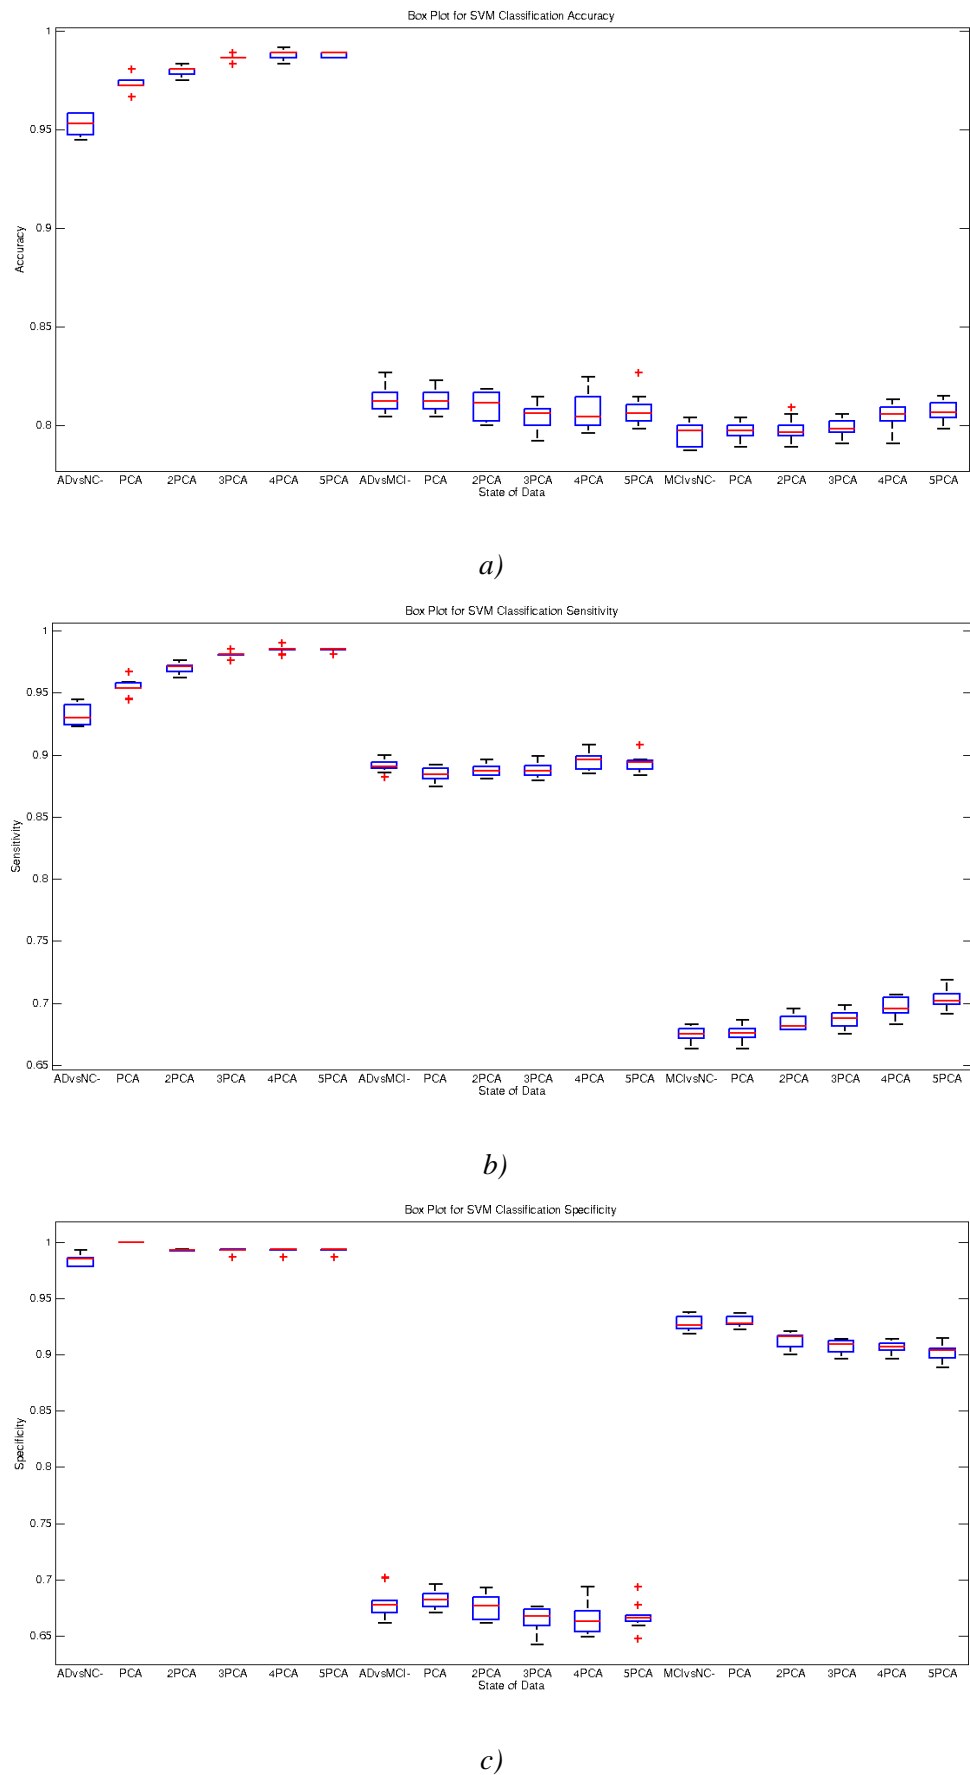 Box Plot for SVM Classification Accuracy
1
0.95
0.9
0.85
0.8
Accuracy
ADvsNC- PCA 2PCA 3PCA 4PCA 5PCA ADvsMCI- PCA 2PCA 3PCA 4PCA 5PCA MCIvsNC- PCA 2PCA 3PCA 4PCA 5PCA
State of Data
a)
Box Plot for SVM Classification Sensitivity
1
0.95
0.9
0.85
0.8
0.75
0.7
0.65
Sensitivity
ADvsNC- PCA 2PCA 3PCA 4PCA 5PCA ADvsMCI- PCA 2PCA 3PCA 4PCA 5PCA MCIvsNC- PCA 2PCA 3PCA 4PCA 5PCA
State of Data
b)
Box Plot for SVM Classification Specificity
1
0.95
0.9
0.85
0.8
0.75
0.7
0.65
Specificity
ADvsNC- PCA 2PCA 3PCA 4PCA 5PCA ADvsMCI- PCA 2PCA 3PCA 4PCA 5PCA MCIvsNC- PCA 2PCA 3PCA 4PCA 5PCA
State of Data
c)